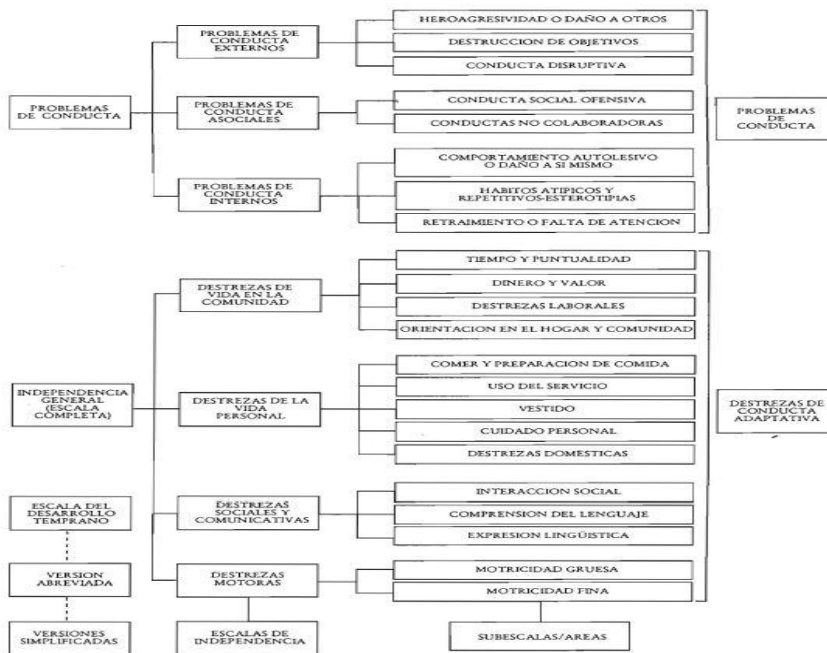 PROBLEMAS
DE CONDUCTA
PROBLEMAS DE
CONDUCTA
EXTERNOS
HEROAGRESIVIDAD O DAÑO A OTROS
DESTRUCCION DE OBJETIVOS
CONDUCTA DISRUPTIVA
PROBLEMAS DE
CONDUCTA
ASOCIALES
CONDUCTA SOCIAL OFENSIVA
CONDUCTAS NO COLABORADORAS
PROBLEMAS DE
CONDUCTA
INTERNOS
COMPORTAMIENTO AUTOLESIVO
O DAÑO A SI MISMO
HABITOS ATIPICOS Y
REPETITIVOS-ESTEROTIPIAS
RETRAIMIENTO O FALTA DE ATENCION
PROBLEMAS
DE
CONDUCTA
INDEPENDENCIA
GENERAL
(ESCALA
COMPLETA)
DESTREZAS DE
VIDA EN LA
COMUNIDAD
TIEMPO Y PUNTUALIDAD
DINERO Y VALOR
DESTREZAS LABORALES
ORIENTACION EN EL HOGAR Y COMUNIDAD
DESTREZAS DE LA
VIDA
PERSONAL
COMER Y PREPARACION DE COMIDA
USO DEL SERVICIO
VESTIDO
CUIDADO PERSONAL
DESTREZAS DOMESTICAS
DESTREZAS
SOCIALES Y
COMUNICATIVAS
INTERACCION SOCIAL
COMPRENSION DEL LENGUAJE
EXPRESION LINGÜISTICA
DESTREZAS
MOTORAS
MOTRICIDAD GRUESA
MOTRICIDAD FINA
DESTREZAS DE
CONDUCTA
ADAPTATIVA
ESCALA DEL
DESARROLLO
TEMPRANO
VERSION
ABREVIADA
VERSIONES
SIMPLIFICADAS
ESCALAS DE
INDEPENDENCIA
SUBESCALAS/AREAS